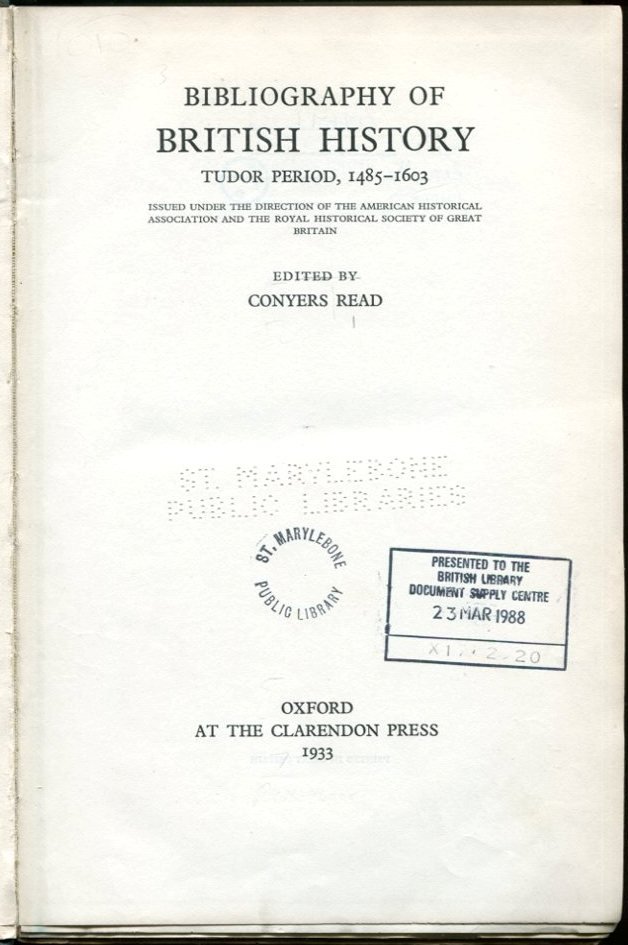 BIBLIOGRAPHY OF
BRITISH HISTORY
TUDOR PERIOD, 1485–1603
ISSUED UNDER THE DIRECTION OF THE AMERICAN HISTORICAL
ASSOCIATION AND THE ROYAL HISTORICAL SOCIETY OF GREAT
BRITAIN
EDITED BY
CONYERS READ
ST. MARYLEBONE
PUBLIC LIBRARIES
ST. MARYLEBONE
PUBLIC LIBRARY
PRESENTED TO THE
BRITISH LIBRARY
DOCUMENT SUPPLY CENTRE
23 MAR 1988
OXFORD
AT THE CLARENDON PRESS
1933